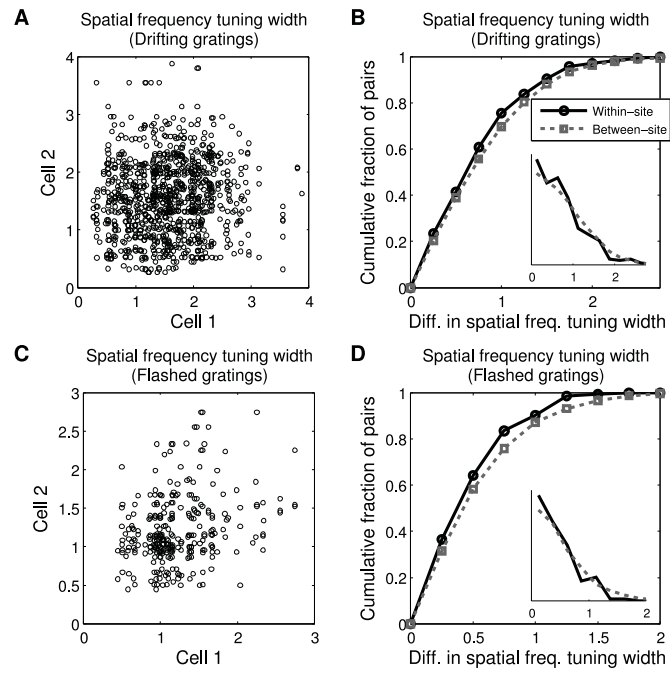 A
Spatial frequency tuning width
(Drifting gratings)
4
3
2
1
0
0
1
2
3
4
Cell 2
Cell 1
B
Spatial frequency tuning width
(Drifting gratings)
1
0.8
0.6
0.4
0.2
0
0
1
2
Cumulative fraction of pairs
Diff. in spatial freq. tuning width
Within−site
Between−site
0
1
2
C
Spatial frequency tuning width
(Flashed gratings)
3
2.5
2
1.5
1
0.5
0
0
1
2
3
Cell 2
Cell 1
D
Spatial frequency tuning width
(Flashed gratings)
1
0.8
0.6
0.4
0.2
0
0
0.5
1
1.5
2
Cumulative fraction of pairs
Diff. in spatial freq. tuning width
0
1
2